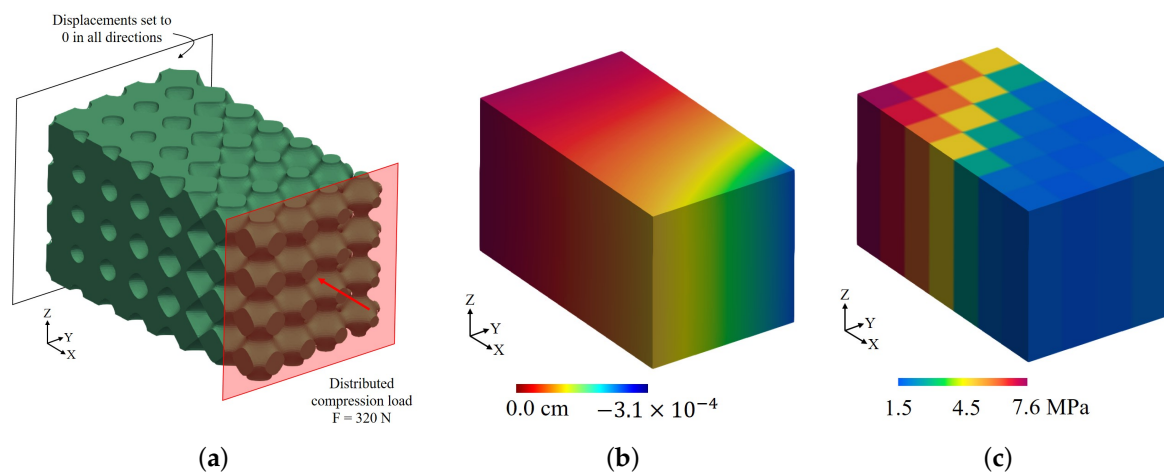 Displacements set to
0 in all directions
Z
Y
X
Distributed
compression load
F = 320 N
(a)
Z
Y
X
0.0 cm −3.1 × 10⁻⁴
(b)
Z
Y
X
1.5 4.5 7.6 MPa
(c)